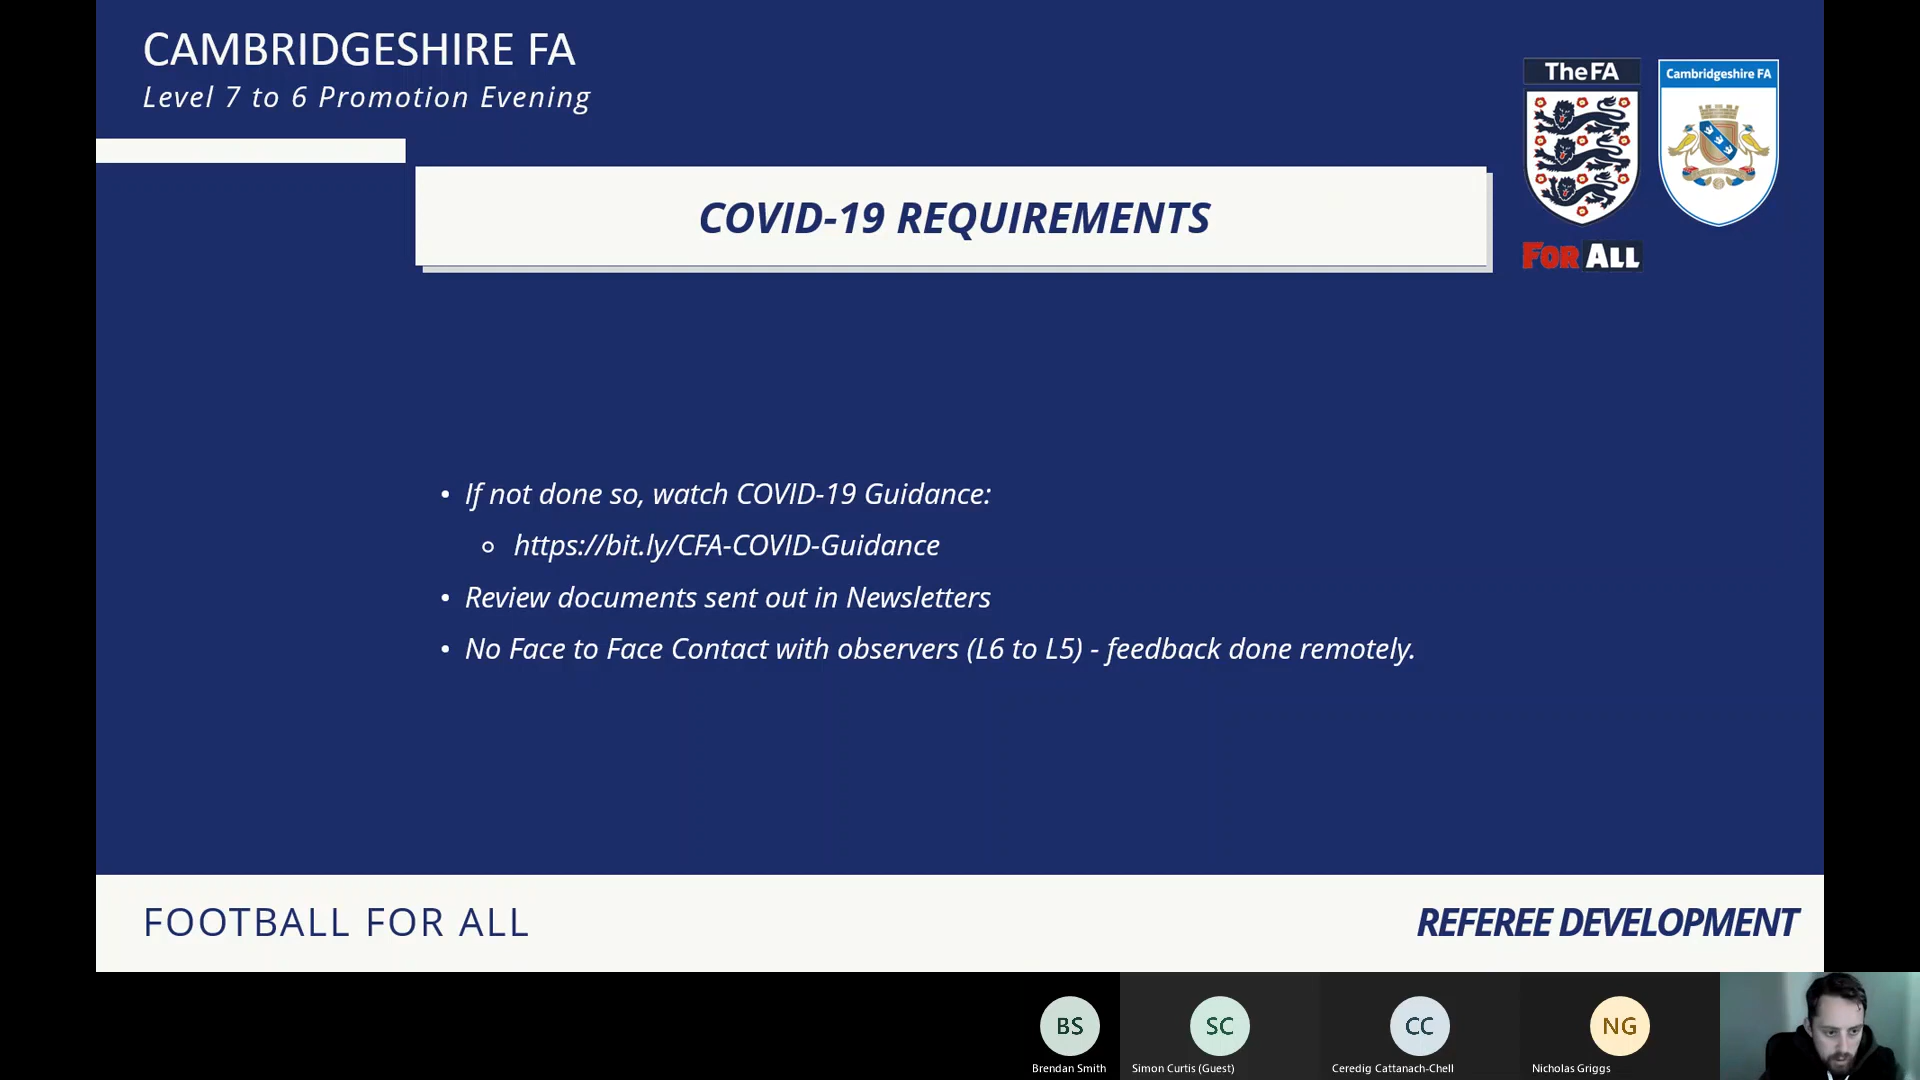 CAMBRIDGESHIRE FA
Level 7 to 6 Promotion Evening
The FA
Cambridgeshire FA
COVID-19 REQUIREMENTS
FOR ALL
• If not done so, watch COVID-19 Guidance:
○ https://bit.ly/CFA-COVID-Guidance
• Review documents sent out in Newsletters
• No Face to Face Contact with observers (L6 to L5) - feedback done remotely.
FOOTBALL FOR ALL
REFEREE DEVELOPMENT
BS
SC
CC
NG
Brendan Smith
Simon Curtis (Guest)
Ceredig Cattanach-Chell
Nicholas Griggs